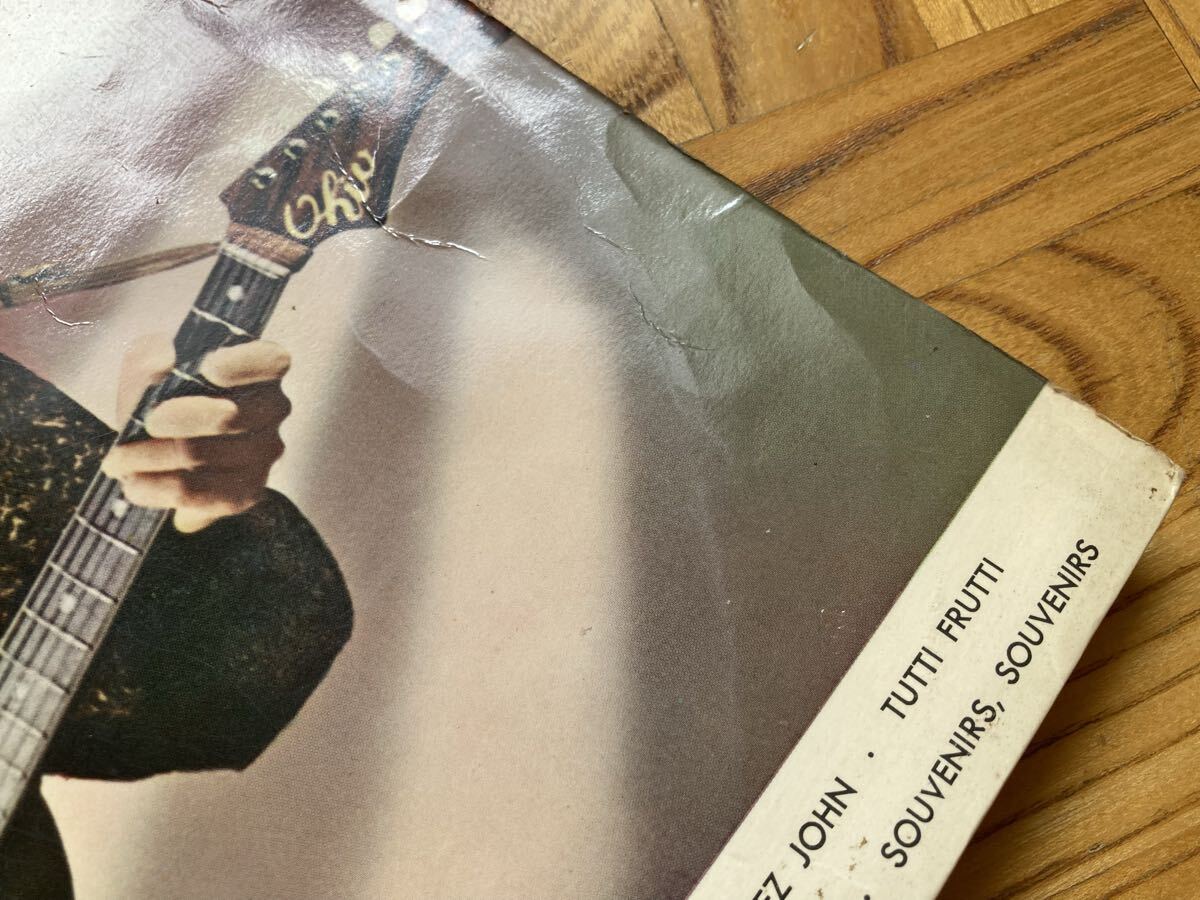 Ohio
EZ JOHN · TUTTI FRUTTI
· SOUVENIRS, SOUVENIRS